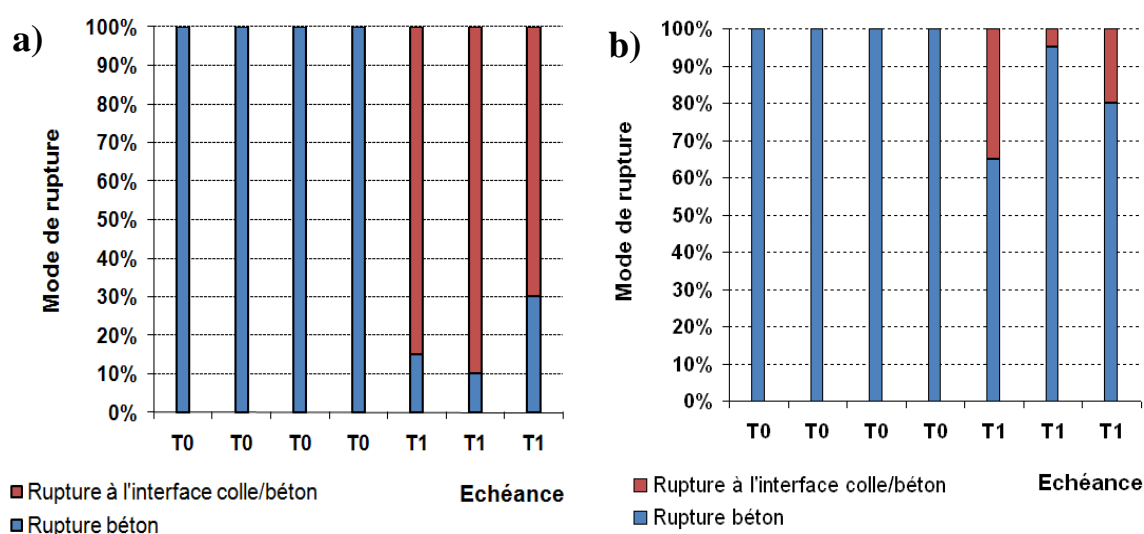 a)
Mode de rupture
100%
90%
80%
70%
60%
50%
40%
30%
20%
10%
0%
T0 T0 T0 T0 T1 T1 T1
Echéance
Rupture à l'interface colle/béton
Rupture béton
b)
Mode de rupture
100%
90%
80%
70%
60%
50%
40%
30%
20%
10%
0%
T0 T0 T0 T0 T1 T1 T1
Echéance
Rupture à l'interface colle/béton
Rupture béton